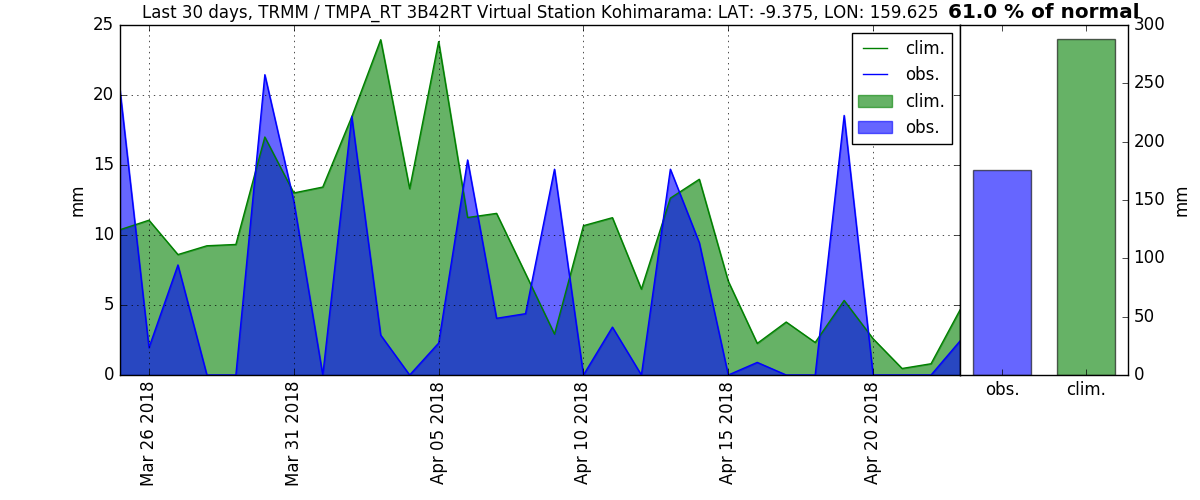 Last 30 days, TRMM / TMPA_RT 3B42RT Virtual Station Kohimarama: LAT: -9.375, LON: 159.625
61.0 % of normal
clim.
obs.
clim.
obs.
mm
25
20
15
10
5
0
Mar 26 2018
Mar 31 2018
Apr 05 2018
Apr 10 2018
Apr 15 2018
Apr 20 2018
300
250
200
150
100
50
0
mm
obs.
clim.